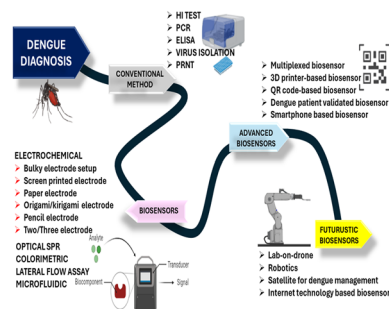 DENGUE
DIAGNOSIS
CONVENTIONAL
METHOD
HI TEST
PCR
ELISA
VIRUS ISOLATION
PRNT
Multiplexed biosensor
3D printer-based biosensor
QR code-based biosensor
Dengue patient validated biosensor
Smartphone based biosensor
ADVANCED
BIOSENSORS
ELECTROCHEMICAL
Bulky electrode setup
Screen printed electrode
Paper electrode
Origami/kirigami electrode
Pencil electrode
Two/Three electrode
BIOSENSORS
OPTICAL SPR
COLORIMETRIC
LATERAL FLOW ASSAY
MICROFLUIDIC
Analyte
Biocomponent
Transducer
Signal
FUTURISTIC
BIOSENSORS
Lab-on-drone
Robotics
Satellite for dengue management
Internet technology based biosensor